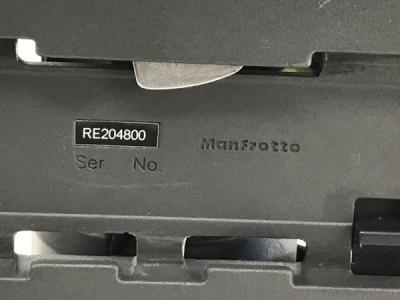 RE204800
Manfrotto
Ser. No.